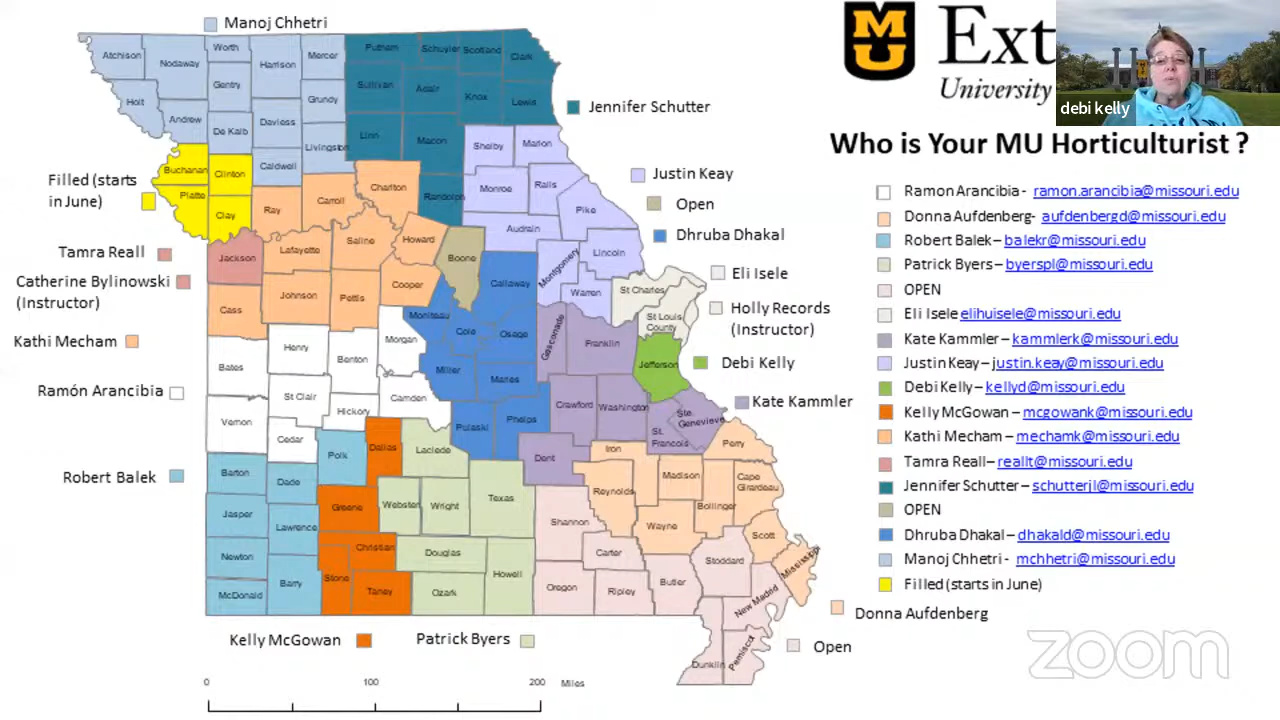 Manoj Chhetri
Ext
University
debi kelly
Who is Your MU Horticulturist ?
Jennifer Schutter
Filled (starts
in June)
Tamra Reall
Catherine Bylinowski
(Instructor)
Kathi Mecham
Ramón Arancibia
Robert Balek
Justin Keay
Open
Dhruba Dhakal
Eli Isele
Holly Records
(Instructor)
Debi Kelly
Kate Kammler
Kelly McGowan
Patrick Byers
Donna Aufdenberg
Open
Atchison
Nodaway
Worth
Harrison
Mercer
Putnam
Schuyler
Scotland
Clark
Gentry
Sullivan
Adair
Knox
Lewis
Holt
Andrew
De Kalb
Daviess
Grundy
Livingston
Linn
Macon
Shelby
Marion
Buchanan
Clinton
Caldwell
Platte
Clay
Ray
Carroll
Chariton
Randolph
Monroe
Ralls
Pike
Audrain
Jackson
Lafayette
Saline
Howard
Boone
Callaway
Montgomery
Lincoln
Warren
St Charles
St Louis
County
Cass
Johnson
Pettis
Cooper
Moniteau
Cole
Osage
Gasconade
Franklin
Jefferson
Bates
Henry
Benton
Morgan
Miller
Maries
Crawford
Washington
Vernon
St Clair
Hickory
Camden
Pulaski
Phelps
Ste.
Genevieve
St.
Francois
Cedar
Polk
Dallas
Laclede
Dent
Iron
Perry
Barton
Dade
Greene
Webster
Wright
Texas
Reynolds
Madison
Cape
Girardeau
Bollinger
Jasper
Lawrence
Christian
Shannon
Wayne
Scott
Newton
Barry
Stone
Taney
Douglas
Howell
Ozark
Carter
Stoddard
Mississippi
McDonald
Oregon
Ripley
Butler
New Madrid
Dunklin
Pemiscot
0
100
200
Miles
Ramon Arancibia - ramon.arancibia@missouri.edu
Donna Aufdenberg- aufdenbergd@missouri.edu
Robert Balek – balekr@missouri.edu
Patrick Byers – byerspl@missouri.edu
OPEN
Eli Isele elihuisele@missouri.edu
Kate Kammler – kammlerk@missouri.edu
Justin Keay – justin.keay@missouri.edu
Debi Kelly – kellyd@missouri.edu
Kelly McGowan – mcgowank@missouri.edu
Kathi Mecham – mechamk@missouri.edu
Tamra Reall – reallt@missouri.edu
Jennifer Schutter – schutterjl@missouri.edu
OPEN
Dhruba Dhakal – dhakald@missouri.edu
Manoj Chhetri - mchhetri@missouri.edu
Filled (starts in June)
zoom